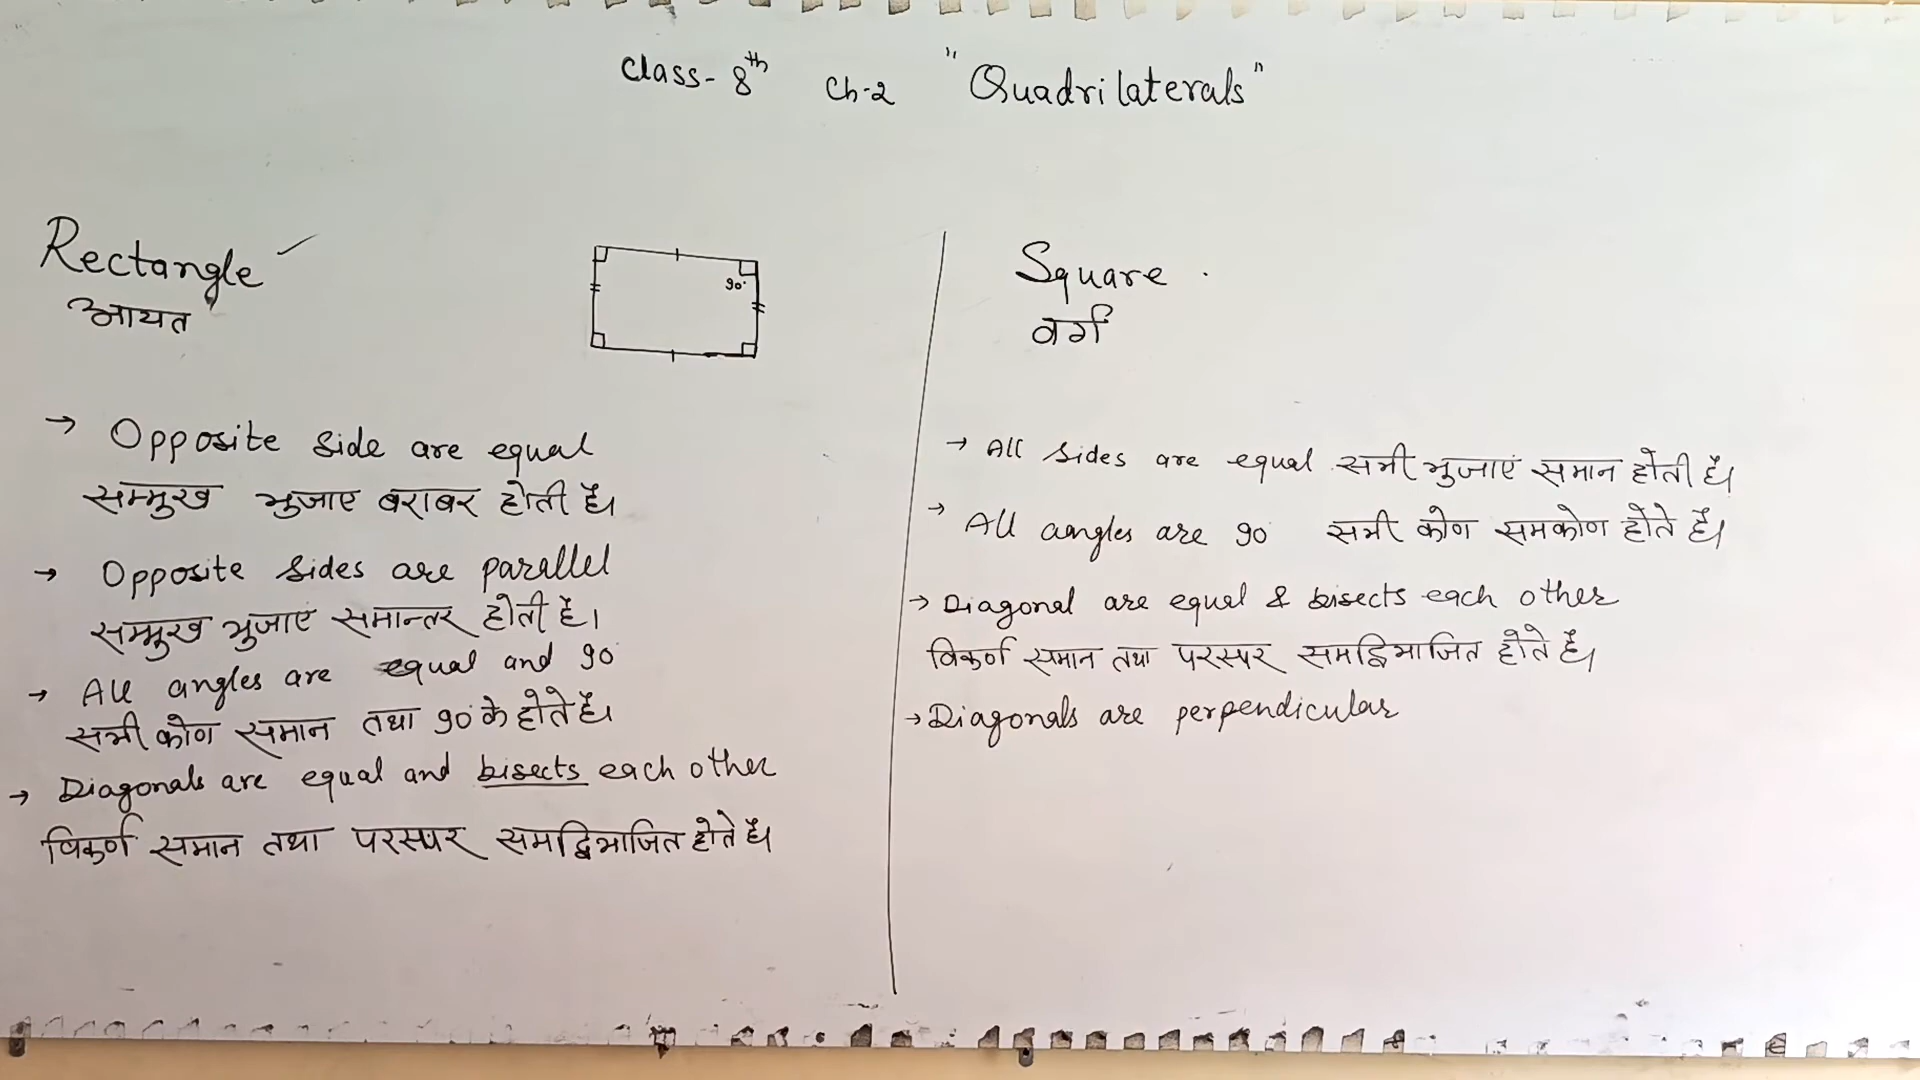 Class-8th Ch-2 "Quadrilaterals"
Rectangle
आयत
90°
→ Opposite side are equal
सम्मुख भुजाए बराबर होती है।
→ Opposite sides are parallel
सम्मुख भुजाएं समान्तर होती है।
→ All angles are equal and 90
सभी कोण समान तथा 90° के होते है।
→ Diagonals are equal and bisects each other
विकर्ण समान तथा परस्पर समद्विभाजित होते है।
Square
वर्ग
→ All sides are equal सभी भुजाएं समान होती है।
→ All angles are 90 सभी कोण समकोण होते है।
→ Diagonal are equal & bisects each other
विकर्ण समान तथा परस्पर समद्विभाजित होते है।
→ Diagonals are perpendicular